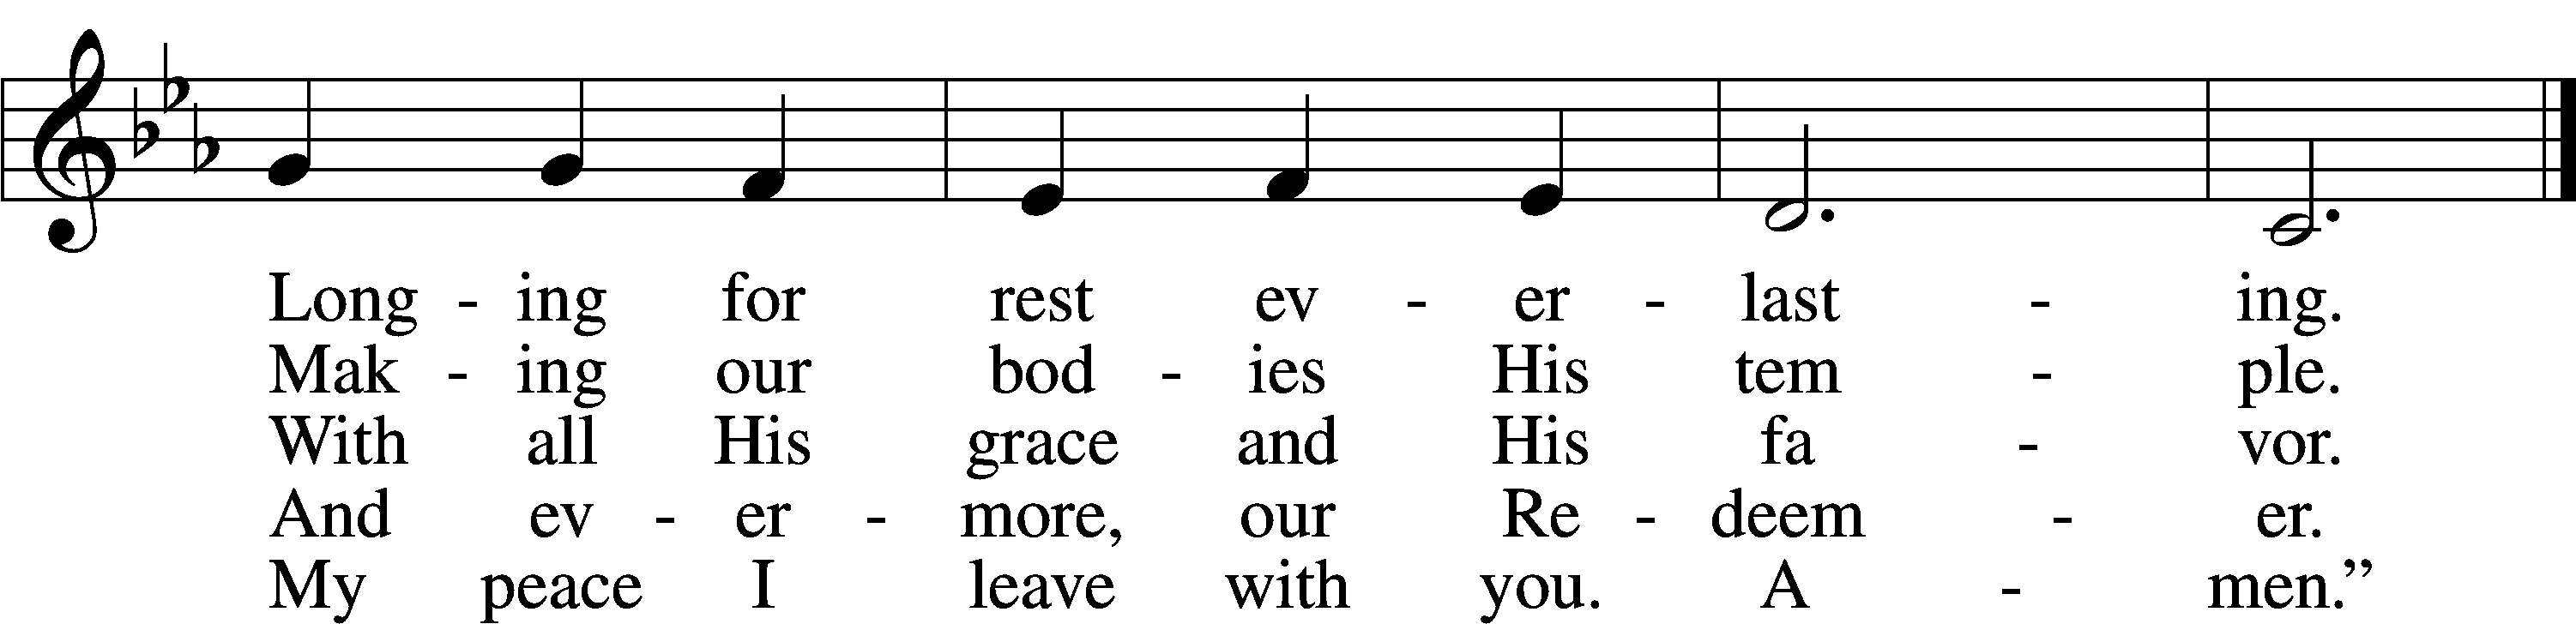 Long - ing for rest ev - er - last - ing.
Mak - ing our bod - ies His tem - ple.
With all His grace and His fa - vor.
And ev - er - more, our Re - deem - er.
My peace I leave with you. A - men.”